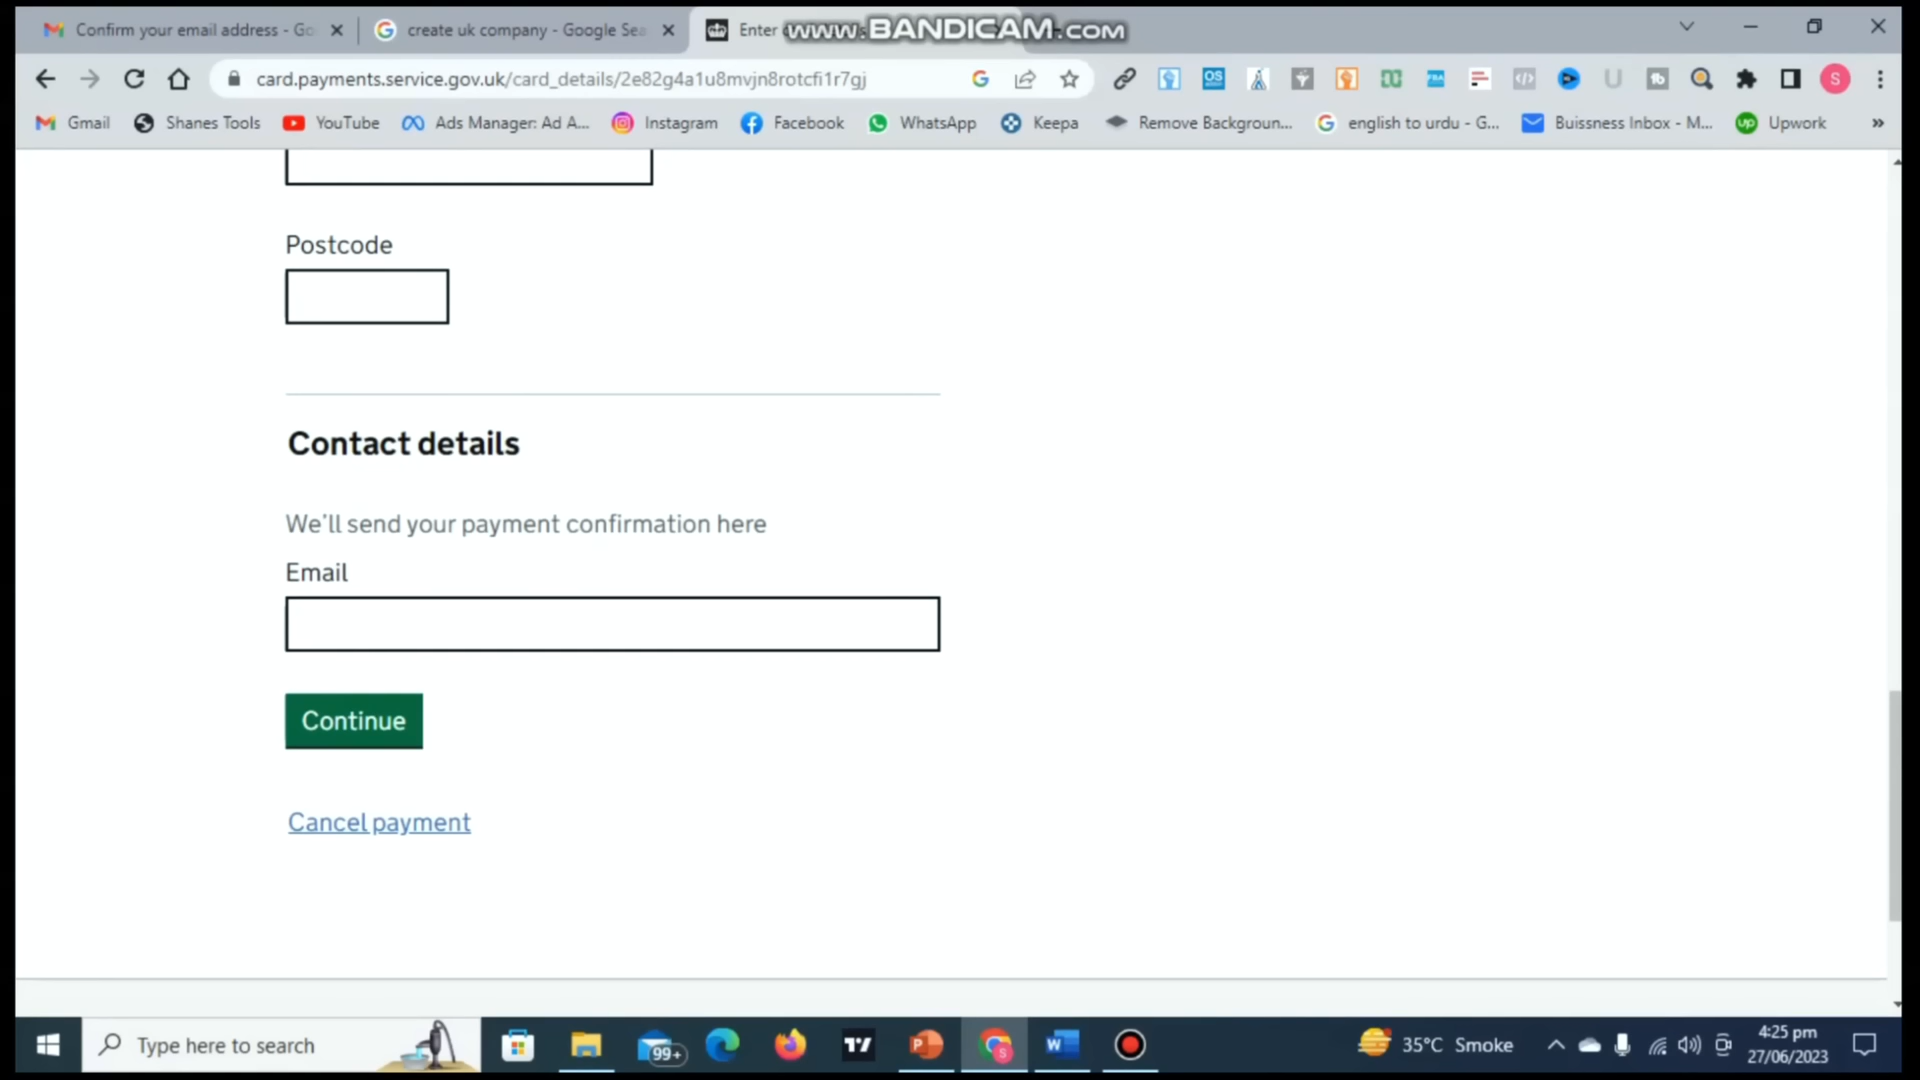 Confirm your email address - Go
create uk company - Google Sea
Enter
www.BANDICAM.com
card.payments.service.gov.uk/card_details/2e82g4a1u8mvjn8rotcfi1r7gj
Gmail
Shanes Tools
YouTube
Ads Manager: Ad A...
Instagram
Facebook
WhatsApp
Keepa
Remove Backgroun...
english to urdu - G...
Buissness Inbox - M...
Upwork
»
Postcode
Contact details
We'll send your payment confirmation here
Email
Continue
Cancel payment
Type here to search
99+
35°C Smoke
4:25 pm
27/06/2023